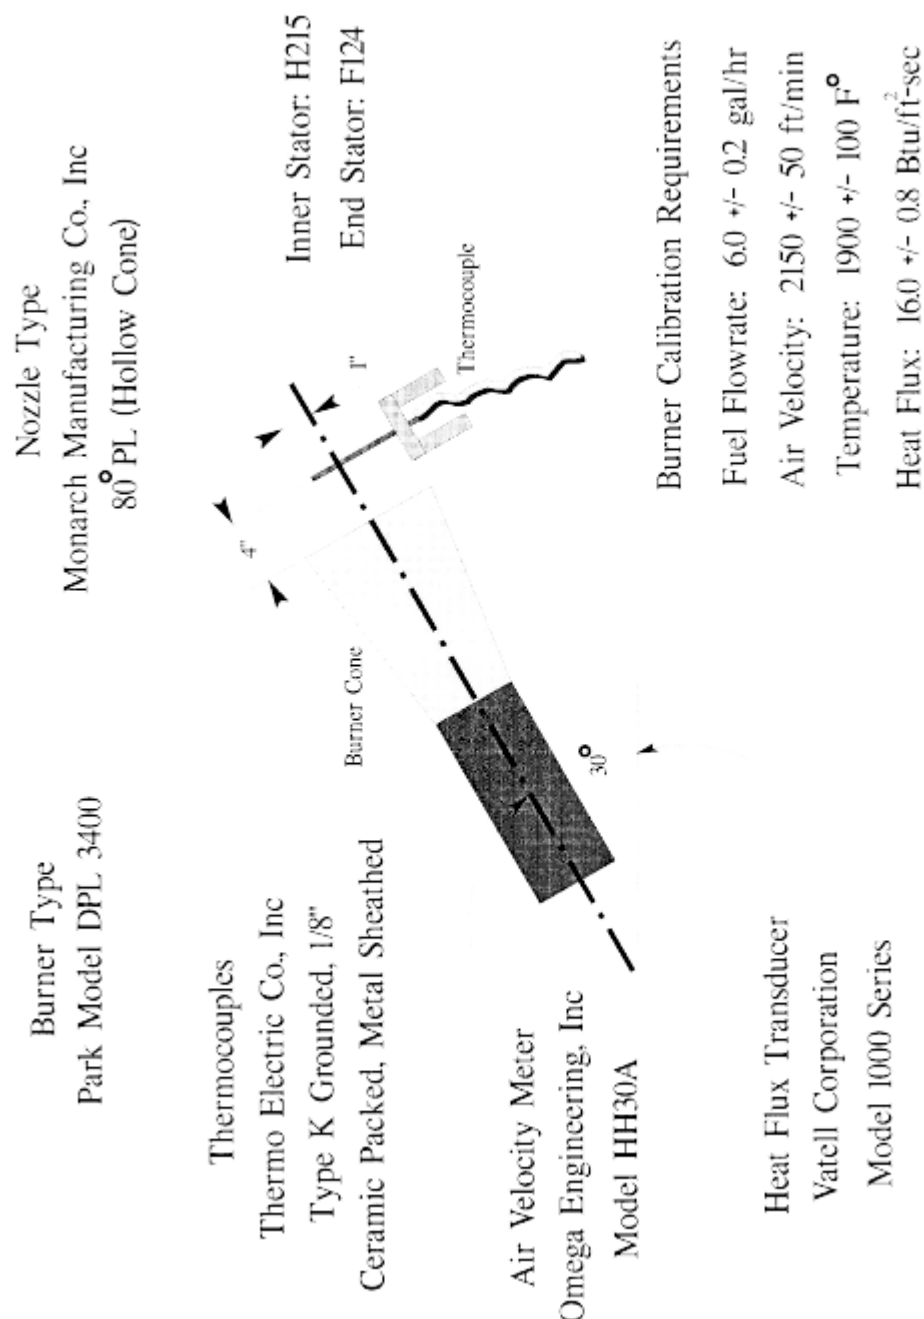 Burner Type
Park Model DPL 3400
Nozzle Type
Monarch Manufacturing Co., Inc
80° PL (Hollow Cone)
Thermocouples
Thermo Electric Co., Inc
Type K Grounded, 1/8"
Ceramic Packed, Metal Sheathed
Inner Stator: H215
End Stator: F124
4"
1"
Burner Cone
Thermocouple
30°
Air Velocity Meter
Omega Engineering, Inc
Model HH30A
Burner Calibration Requirements
Fuel Flowrate: 6.0 +/- 0.2 gal/hr
Air Velocity: 2150 +/- 50 ft/min
Temperature: 1900 +/- 100 F°
Heat Flux: 16.0 +/- 0.8 Btu/ft²-sec
Heat Flux Transducer
Vatell Corporation
Model 1000 Series